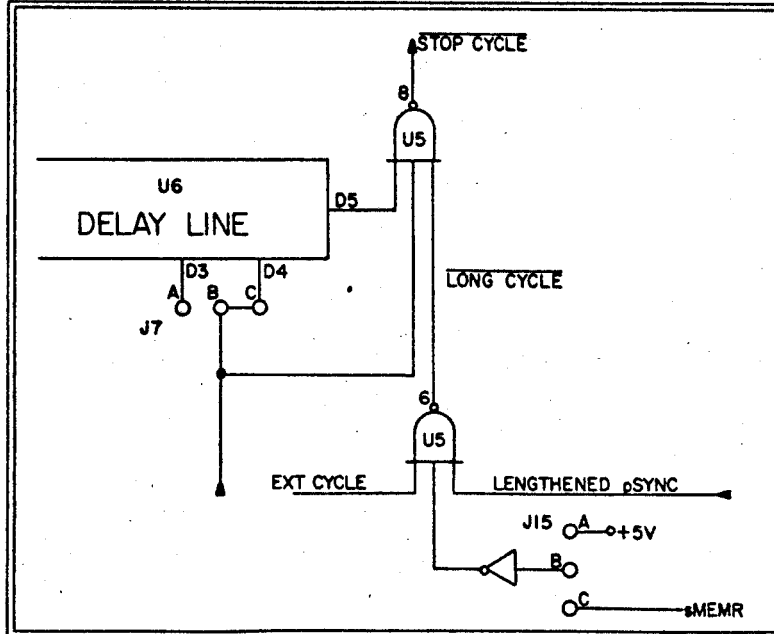 STOP CYCLE
8
U5
U6
DELAY LINE
D5
D3
D4
A
B
C
J7
LONG CYCLE
6
U5
EXT CYCLE
LENGTHENED pSYNC
J15
A
+5V
B
C
sMEMR